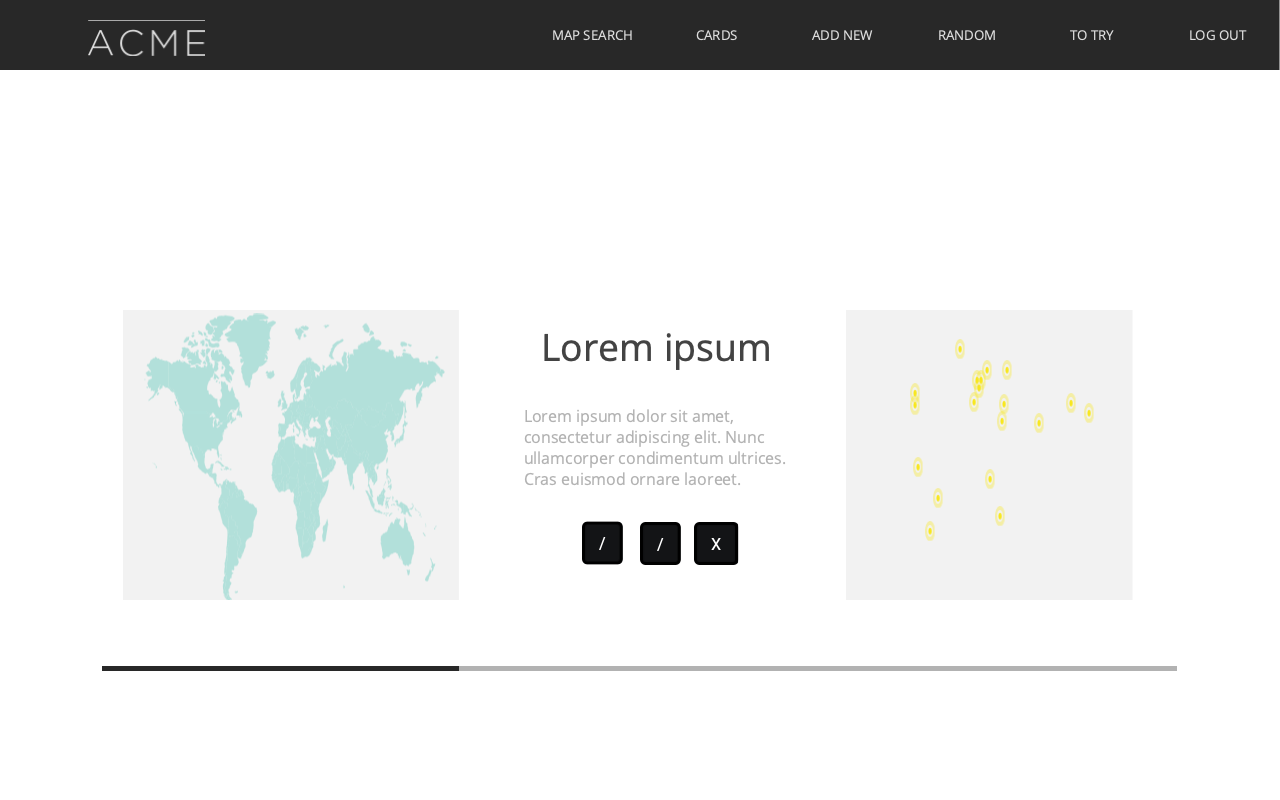 ACME
MAP SEARCH
CARDS
ADD NEW
RANDOM
TO TRY
LOG OUT
Lorem ipsum
Lorem ipsum dolor sit amet,
consectetur adipiscing elit. Nunc
ullamcorper condimentum ultrices.
Cras euismod ornare laoreet.
/
/
X